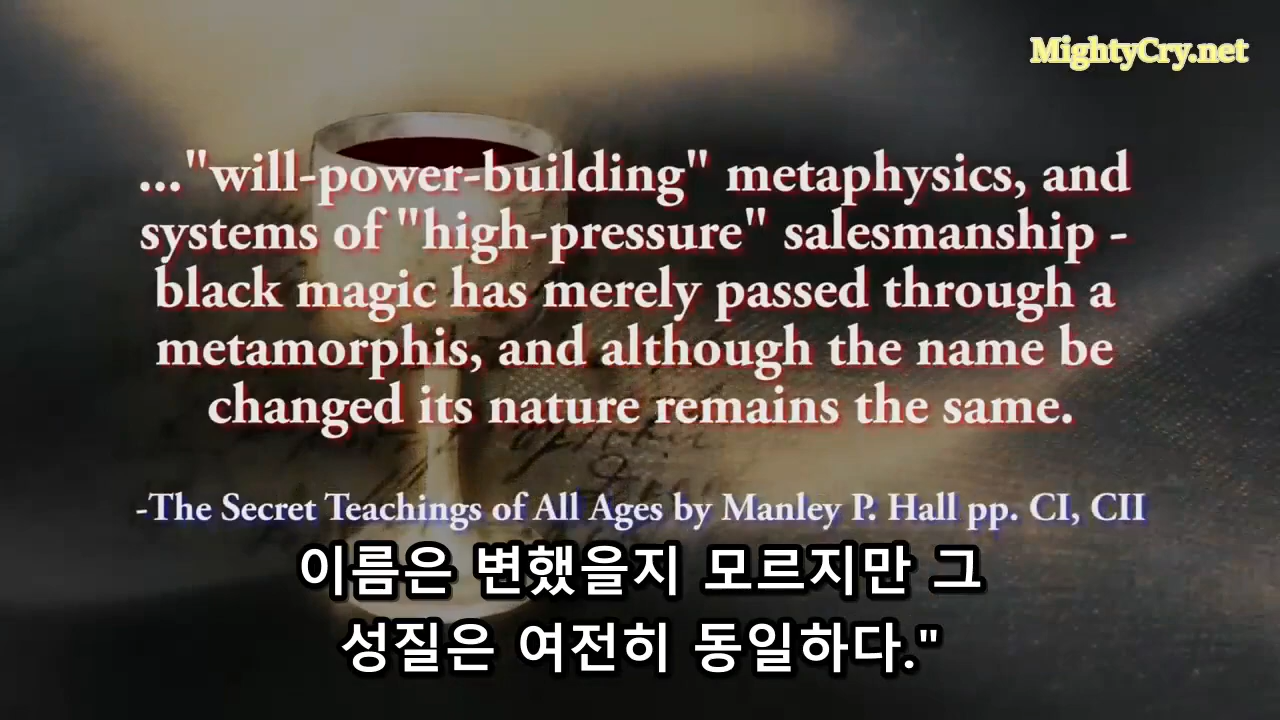 MightyCry.net
..."will-power-building" metaphysics, and
systems of "high-pressure" salesmanship -
black magic has merely passed through a
metamorphis, and although the name be
changed its nature remains the same.
-The Secret Teachings of All Ages by Manley P. Hall pp. CI, CII
이름은 변했을지 모르지만 그
성질은 여전히 동일하다."